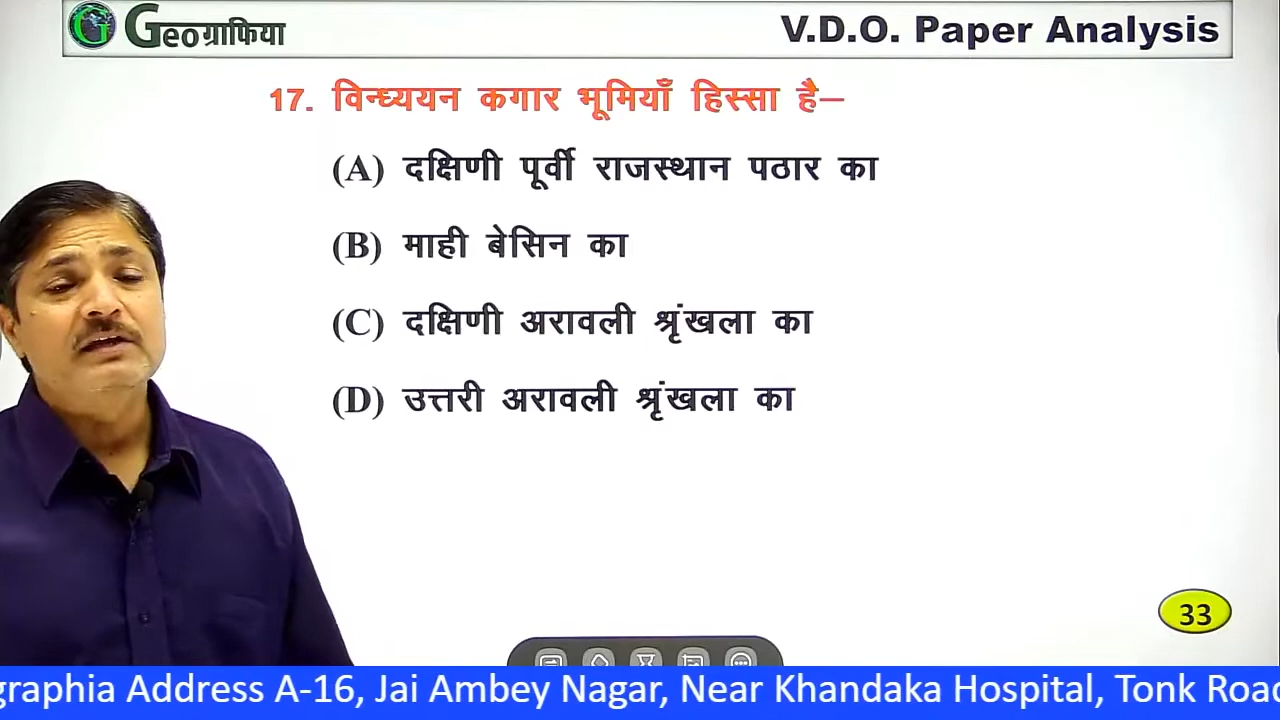 Geoग्राफिया
V.D.O. Paper Analysis
17. विन्ध्ययन कगार भूमियाँ हिस्सा है–
(A) दक्षिणी पूर्वी राजस्थान पठार का
(B) माही बेसिन का
(C) दक्षिणी अरावली श्रृंखला का
(D) उत्तरी अरावली श्रृंखला का
33
graphia Address A-16, Jai Ambey Nagar, Near Khandaka Hospital, Tonk Road